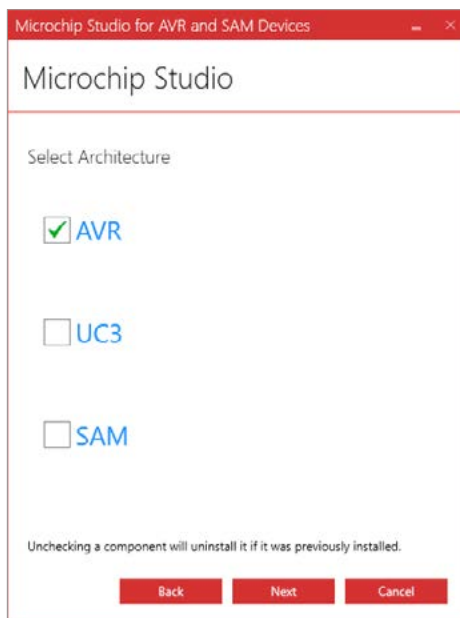 Microchip Studio for AVR and SAM Devices
Microchip Studio
Select Architecture
AVR
UC3
SAM
Unchecking a component will uninstall it if it was previously installed.
Back Next Cancel